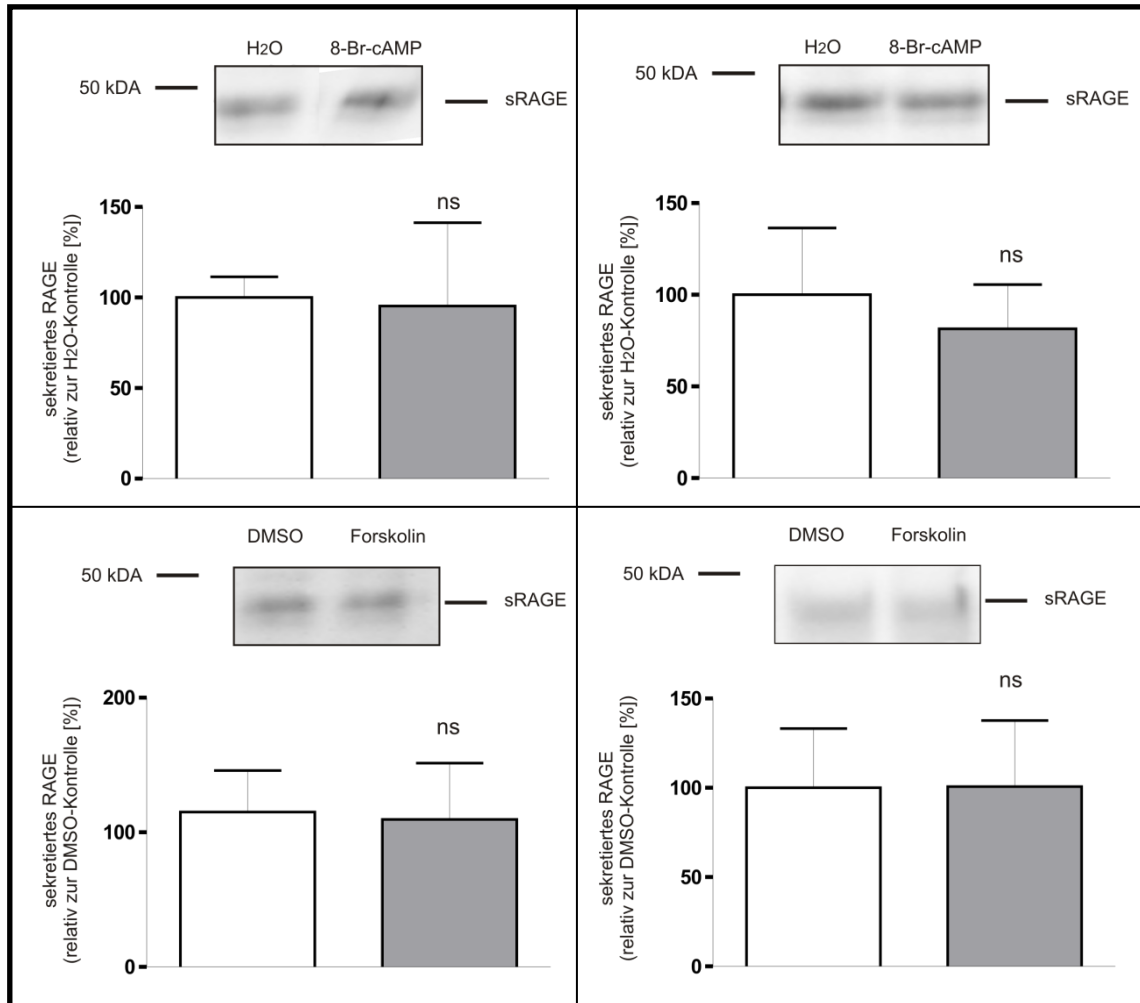 H2O 8-Br-cAMP
50 kDA
sRAGE
sekretiertes RAGE
(relativ zur H2O-Kontrolle [%])
150
100
50
0
ns
H2O 8-Br-cAMP
50 kDA
sRAGE
sekretiertes RAGE
(relativ zur H2O-Kontrolle [%])
150
100
50
0
ns
DMSO Forskolin
50 kDA
sRAGE
sekretiertes RAGE
(relativ zur DMSO-Kontrolle [%])
200
100
0
ns
DMSO Forskolin
50 kDA
sRAGE
sekretiertes RAGE
(relativ zur DMSO-Kontrolle [%])
150
100
50
0
ns